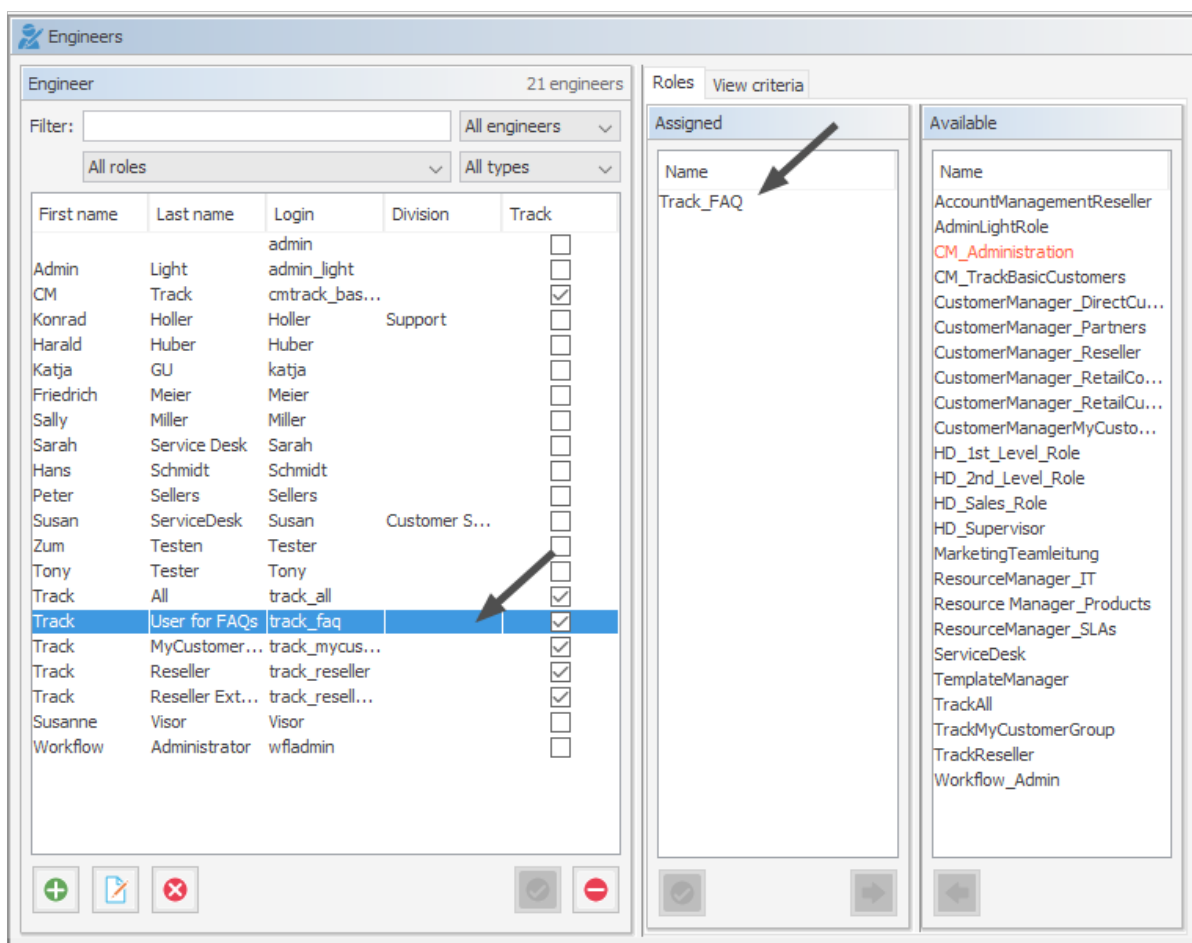 Engineers
Engineer 21 engineers
Filter: All engineers
All roles All types
First name Last name Login Division Track
admin
Admin Light admin_light
CM Track cmtrack_bas...
Konrad Holler Holler Support
Harald Huber Huber
Katja GU katja
Friedrich Meier Meier
Sally Miller Miller
Sarah Service Desk Sarah
Hans Schmidt Schmidt
Peter Sellers Sellers
Susan ServiceDesk Susan Customer S...
Zum Testen Tester
Tony Tester Tony
Track All track_all
Track User for FAQs track_faq
Track MyCustomer... track_mycus...
Track Reseller track_reseller
Track Reseller Ext... track_resell...
Susanne Visor Visor
Workflow Administrator wfladmin
Roles View criteria
Assigned
Name
Track_FAQ
Available
Name
AccountManagementReseller
AdminLightRole
CM_Administration
CM_TrackBasicCustomers
CustomerManager_DirectCu...
CustomerManager_Partners
CustomerManager_Reseller
CustomerManager_RetailCo...
CustomerManager_RetailCu...
CustomerManagerMyCusto...
HD_1st_Level_Role
HD_2nd_Level_Role
HD_Sales_Role
HD_Supervisor
MarketingTeamleitung
ResourceManager_IT
Resource Manager_Products
ResourceManager_SLAs
ServiceDesk
TemplateManager
TrackAll
TrackMyCustomerGroup
TrackReseller
Workflow_Admin